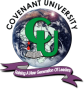 COVENANT UNIVERSITY
Raising A New Generation Of Leaders